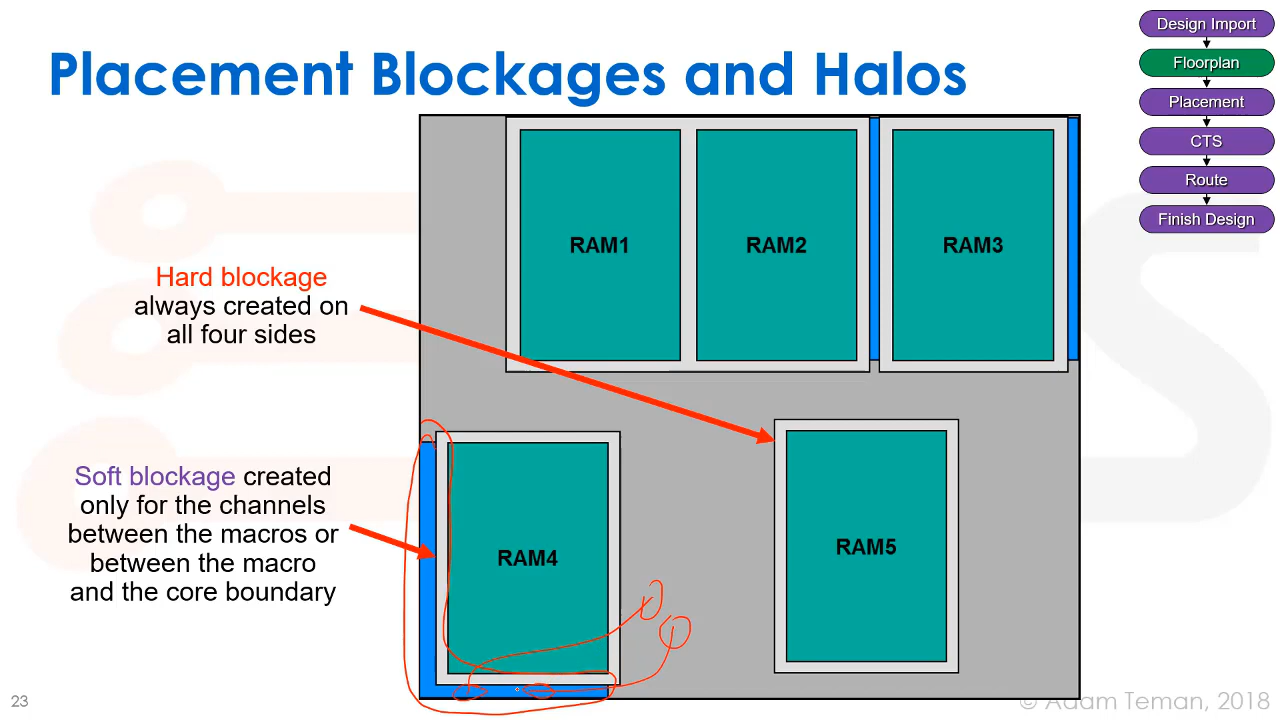 Placement Blockages and Halos
Design Import
Floorplan
Placement
CTS
Route
Finish Design
RAM1
RAM2
RAM3
Hard blockage
always created on
all four sides
Soft blockage created
only for the channels
between the macros or
between the macro
and the core boundary
RAM4
RAM5
23
© Adam Teman, 2018